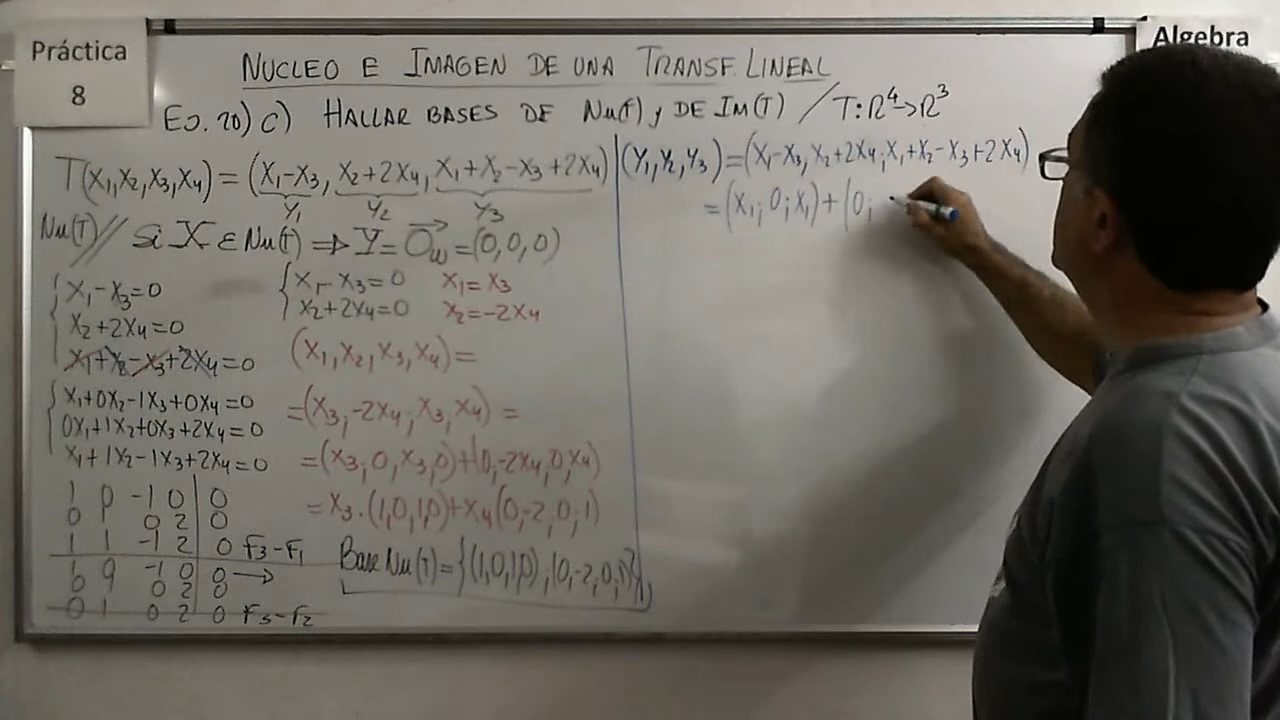 Práctica
8
Algebra
NUCLEO E IMAGEN DE UNA TRANSF. LINEAL
EJ. 20) C) HALLAR BASES DE Nu(T) y DE Im(T) / T: R⁴→R³
T(X₁,X₂,X₃,X₄) = (X₁-X₃, X₂+2X₄, X₁+X₂-X₃+2X₄)
Y₁ Y₂ Y₃
Nu(T)// Si X ∈ Nu(T) ⇒ Y = O⃗w = (0,0,0)
X₁-X₃=0
X₂+2X₄=0
X₁+X₂-X₃+2X₄=0
X₁+0X₂-1X₃+0X₄=0
0X₁+1X₂+0X₃+2X₄=0
X₁+1X₂-1X₃+2X₄=0
1 0 -1 0 | 0
0 1 0 2 | 0
1 1 -1 2 | 0 F₃-F₁
1 0 -1 0 | 0 →
0 1 0 2 | 0
0 1 0 2 | 0 F₃-F₂
X₁-X₃=0 X₁=X₃
X₂+2X₄=0 X₂=-2X₄
(X₁,X₂,X₃,X₄)=
=(X₃;-2X₄;X₃;X₄)=
=(X₃;0;X₃;0)+(0;-2X₄;0;X₄)
=X₃.(1,0,1,0)+X₄(0,-2,0,1)
Base Nu(T)={(1,0,1,0);(0,-2,0,1)}
(Y₁,Y₂,Y₃)=(X₁-X₃,X₂+2X₄;X₁+X₂-X₃+2X₄)
=(X₁;0;X₁)+(0;